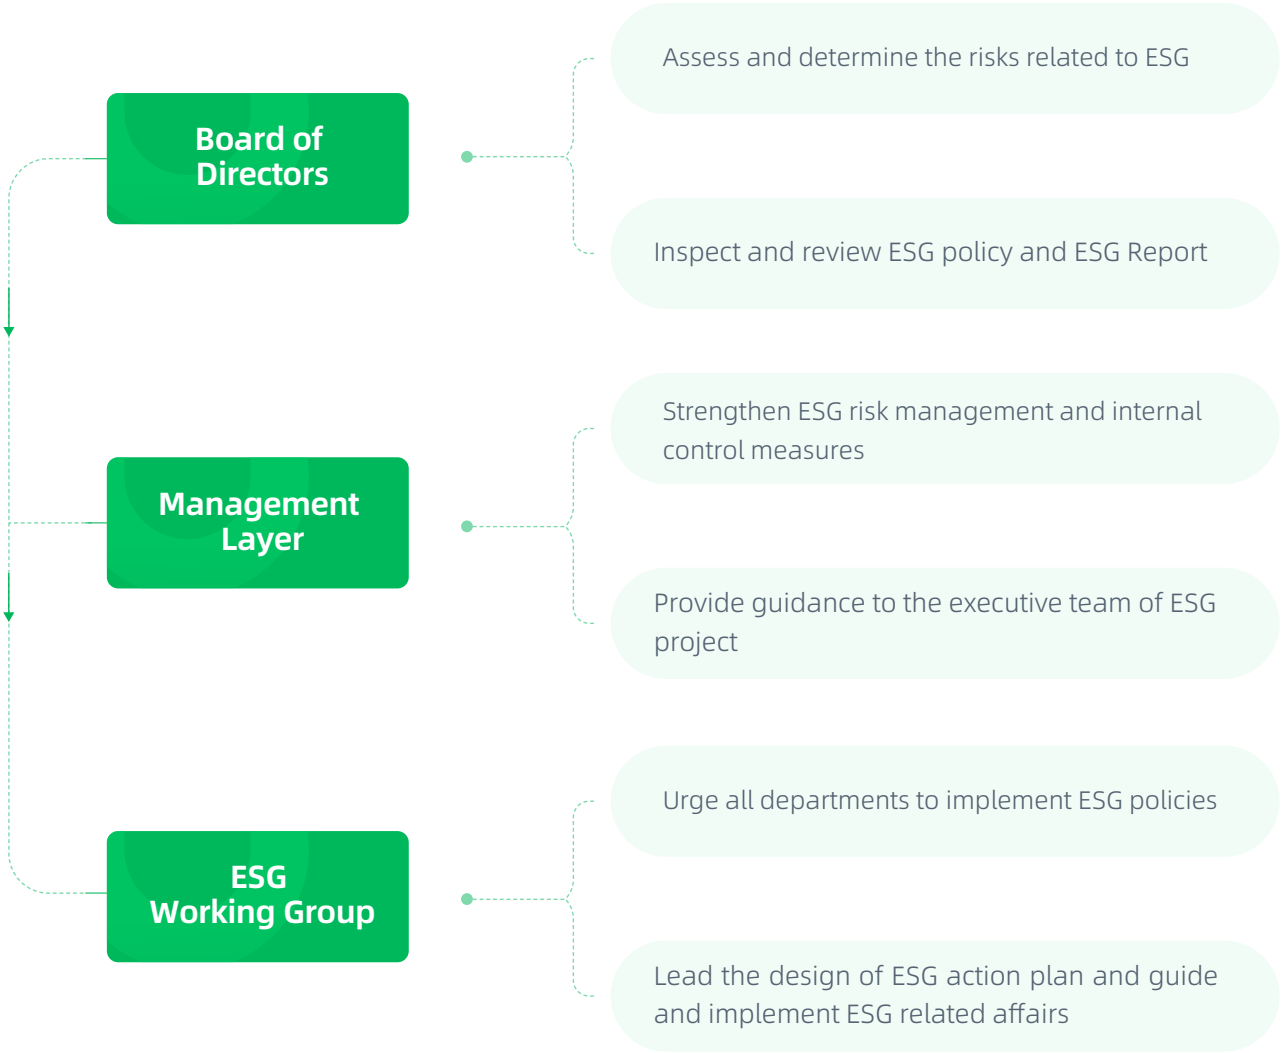 Assess and determine the risks related to ESG
Board of
Directors
Inspect and review ESG policy and ESG Report
Strengthen ESG risk management and internal
control measures
Management
Layer
Provide guidance to the executive team of ESG
project
Urge all departments to implement ESG policies
ESG
Working Group
Lead the design of ESG action plan and guide
and implement ESG related affairs